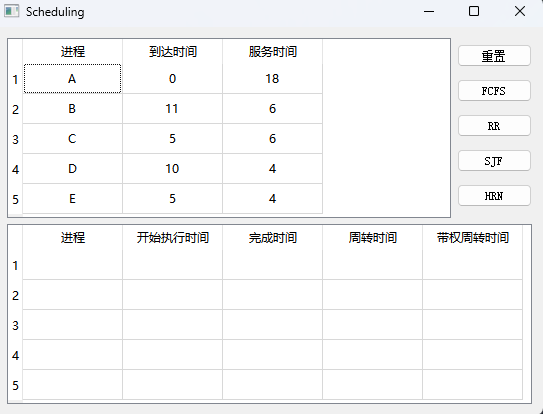 Scheduling
进程 到达时间 服务时间
1 A 0 18
2 B 11 6
3 C 5 6
4 D 10 4
5 E 5 4
重置
FCFS
RR
SJF
HRN
进程 开始执行时间 完成时间 周转时间 带权周转时间
1
2
3
4
5